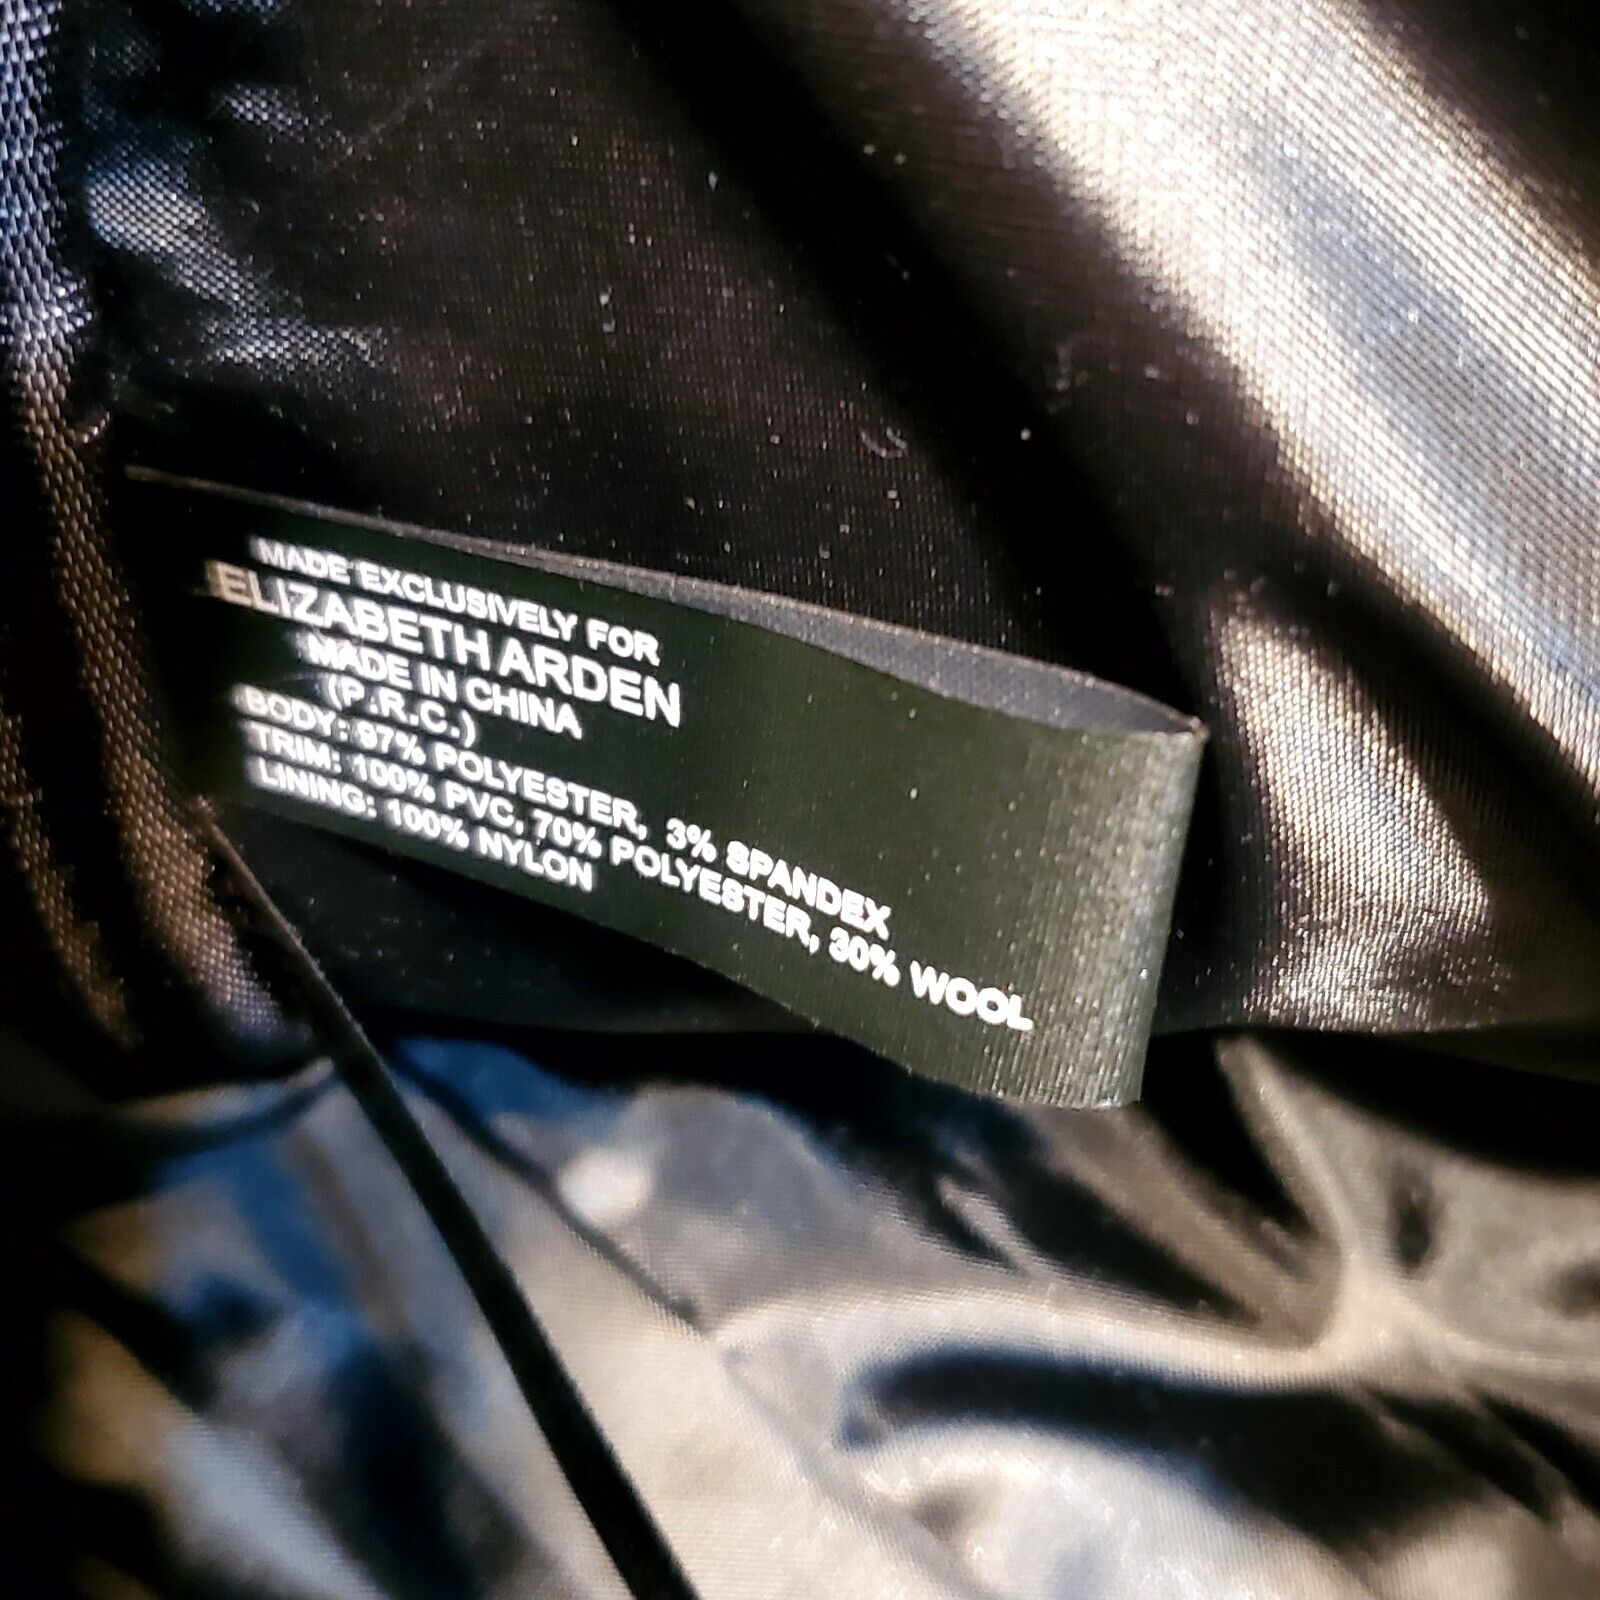 MADE EXCLUSIVELY FOR
ELIZABETH ARDEN
MADE IN CHINA
(P.R.C.)
BODY: 97% POLYESTER, 3% SPANDEX
TRIM: 100% PVC, 70% POLYESTER, 30% WOOL
LINING: 100% NYLON